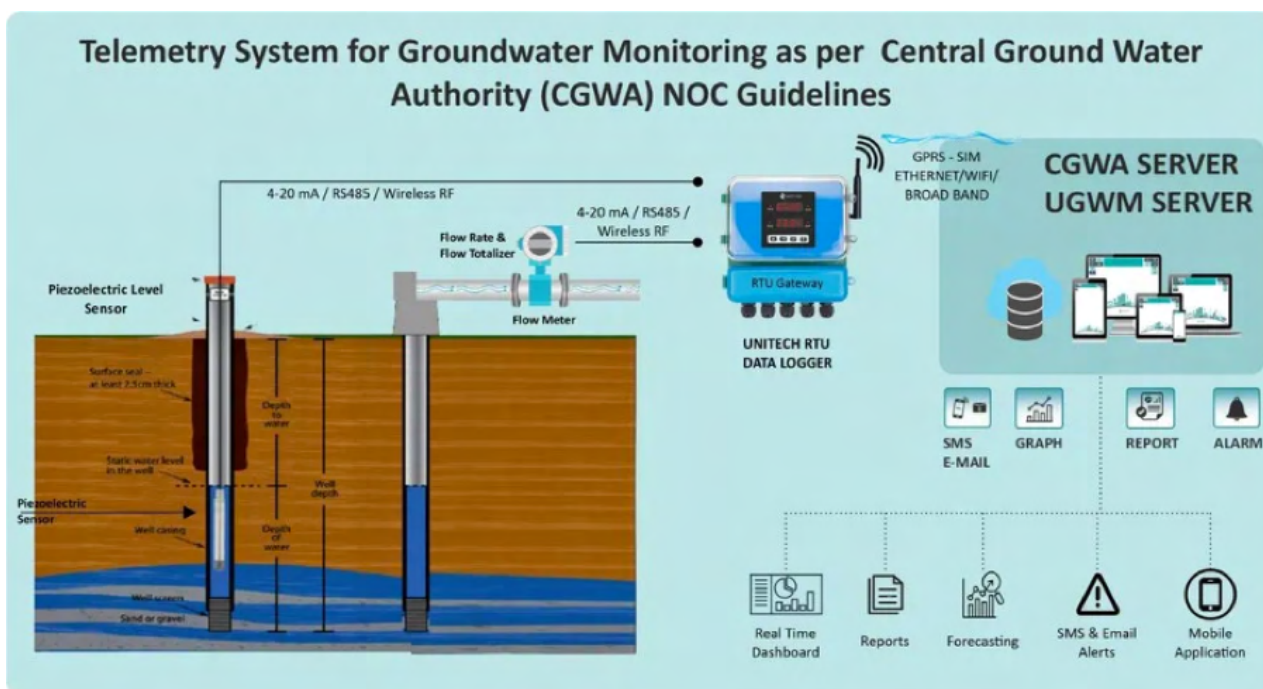 Telemetry System for Groundwater Monitoring as per Central Ground Water
Authority (CGWA) NOC Guidelines
4-20 mA / RS485 / Wireless RF
4-20 mA / RS485 /
Wireless RF
GPRS - SIM
ETHERNET/WIFI/
BROAD BAND
CGWA SERVER
UGWM SERVER
Flow Rate &
Flow Totalizer
Flow Meter
RTU Gateway
UNITECH RTU
DATA LOGGER
Piezoelectric Level
Sensor
Surface seal –
at least 2.5cm thick
Depth
to
water
Static water level
in the well
Well
depth
Piezoelectric
Sensor
Well casing
Depth
of
water
Well screen
Sand or gravel
SMS
E-MAIL
GRAPH
REPORT
ALARM
Real Time
Dashboard
Reports
Forecasting
SMS & Email
Alerts
Mobile
Application